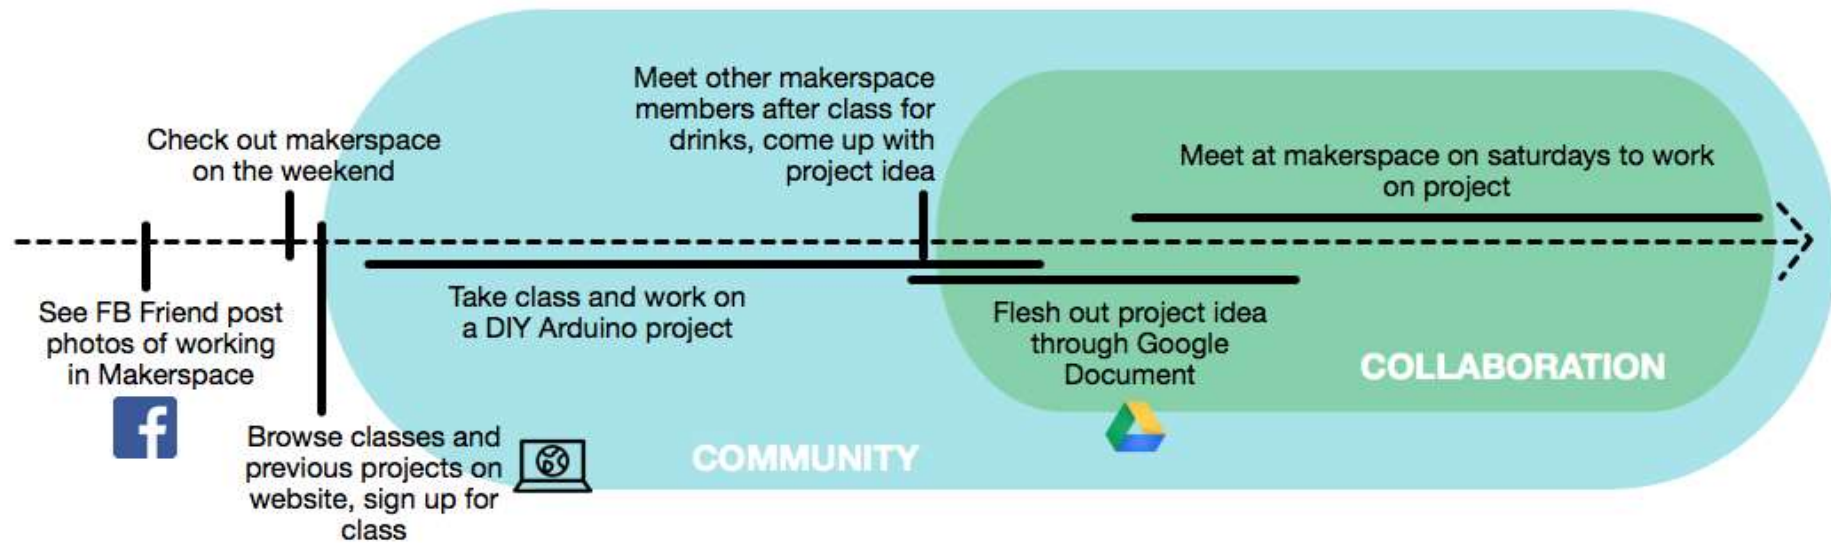 Check out makerspace
on the weekend
Meet other makerspace
members after class for
drinks, come up with
project idea
Meet at makerspace on saturdays to work
on project
See FB Friend post
photos of working
in Makerspace
Browse classes and
previous projects on
website, sign up for
class
Take class and work on
a DIY Arduino project
Flesh out project idea
through Google
Document
COMMUNITY
COLLABORATION